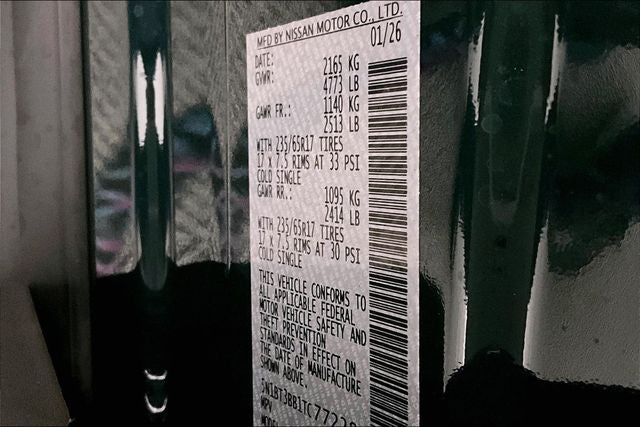 MFD BY NISSAN MOTOR CO., LTD.
DATE: 01/26
GVWR: 2165 KG
4773 LB
GAWR FR.: 1140 KG
2513 LB
WITH 235/65R17 TIRES
17 x 7.5 RIMS AT 33 PSI
COLD SINGLE
GAWR RR.: 1095 KG
2414 LB
WITH 235/65R17 TIRES
17 x 7.5 RIMS AT 30 PSI
COLD SINGLE
THIS VEHICLE CONFORMS TO
ALL APPLICABLE FEDERAL
MOTOR VEHICLE SAFETY AND
THEFT PREVENTION
STANDARDS IN EFFECT ON
THE DATE OF MANUFACTURE
SHOWN ABOVE.
MPV